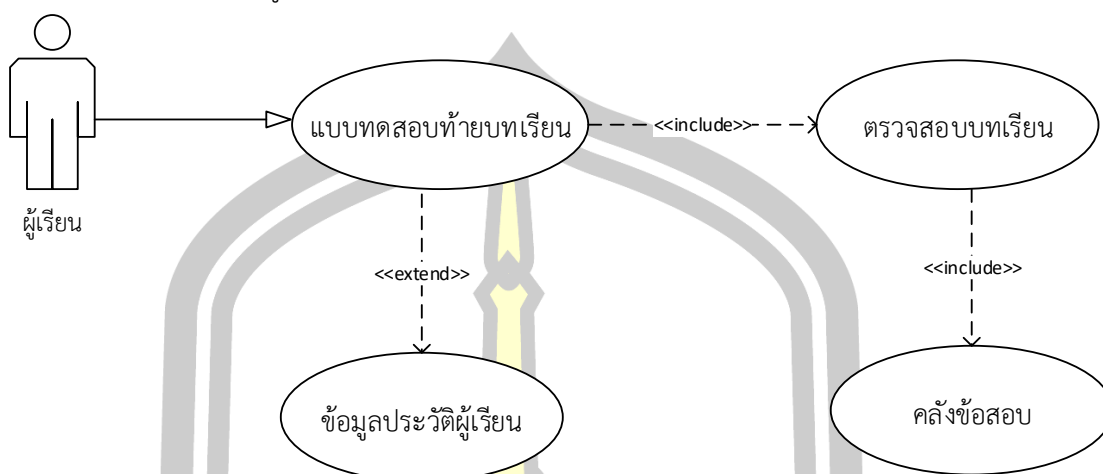 แบบทดสอบท้ายบทเรียน
<<include>>
ตรวจสอบบทเรียน
ผู้เรียน
<<extend>>
<<include>>
ข้อมูลประวัติผู้เรียน
คลังข้อสอบ